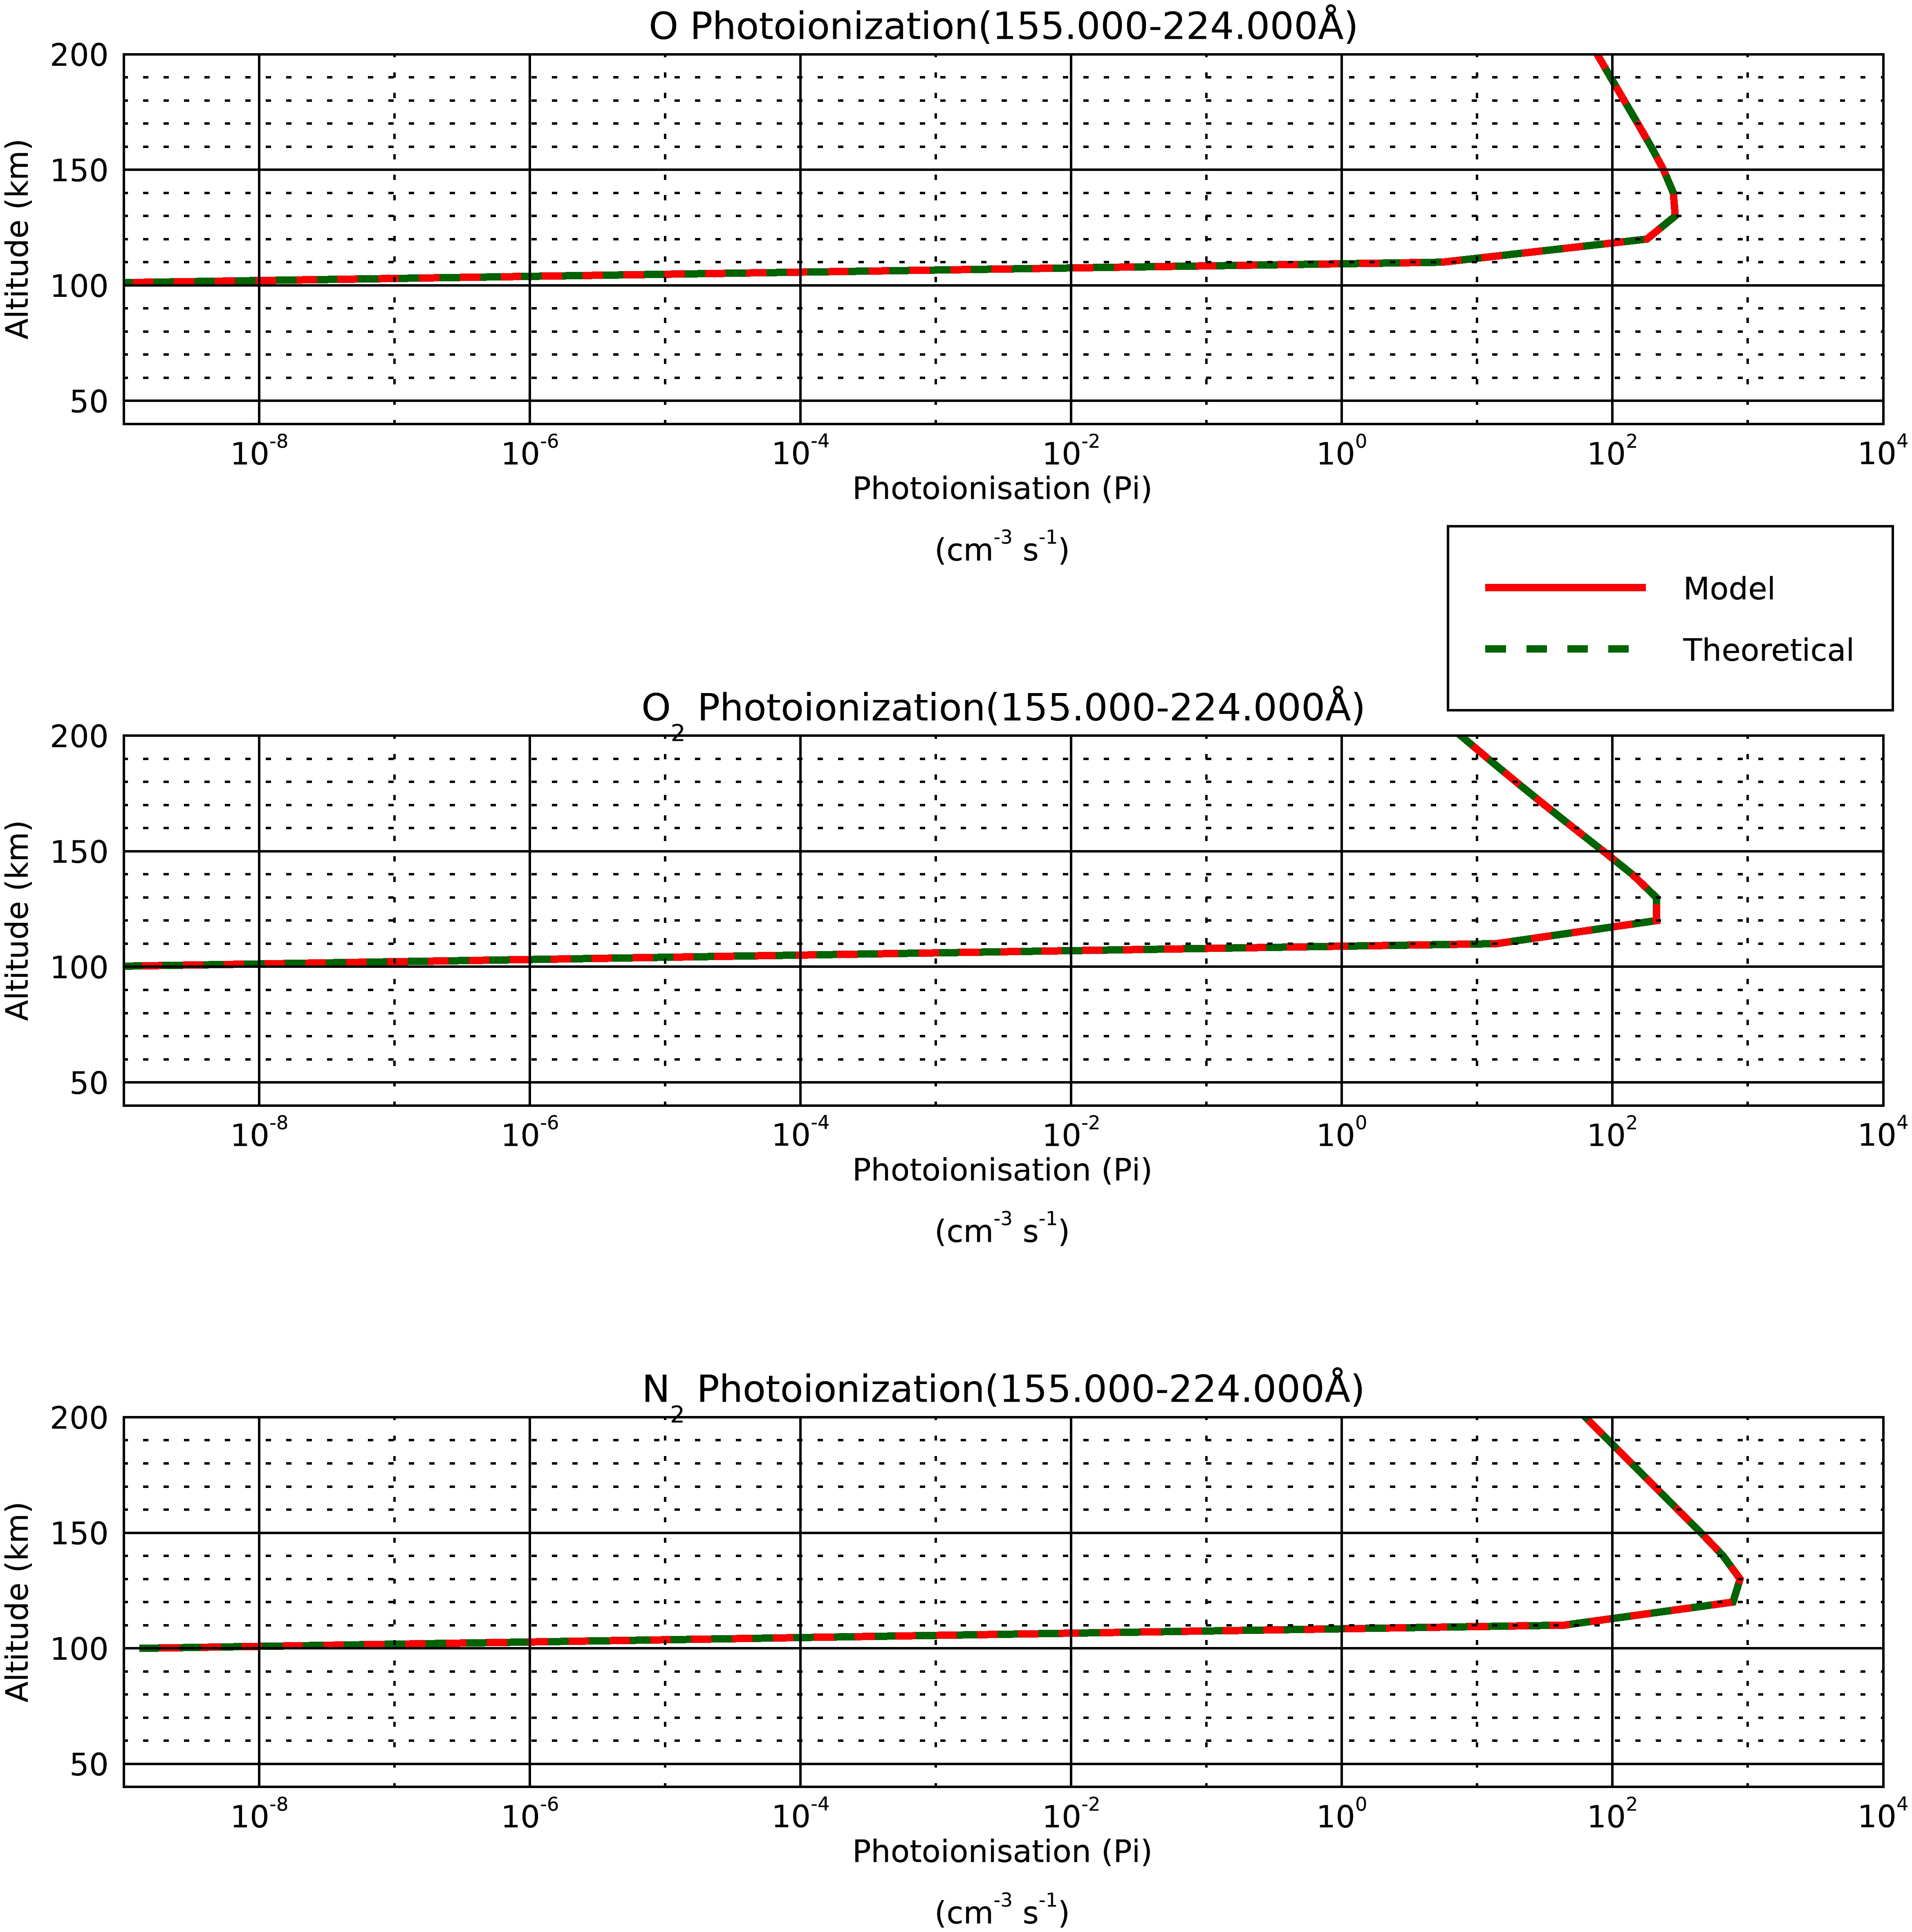 O Photoionization(155.000-224.000Å)
200
150
100
50
Altitude (km)
10⁻⁸ 10⁻⁶ 10⁻⁴ 10⁻² 10⁰ 10² 10⁴
Photoionisation (Pi)
(cm⁻³ s⁻¹)
Model
Theoretical
O₂ Photoionization(155.000-224.000Å)
200
150
100
50
Altitude (km)
10⁻⁸ 10⁻⁶ 10⁻⁴ 10⁻² 10⁰ 10² 10⁴
Photoionisation (Pi)
(cm⁻³ s⁻¹)
N₂ Photoionization(155.000-224.000Å)
200
150
100
50
Altitude (km)
10⁻⁸ 10⁻⁶ 10⁻⁴ 10⁻² 10⁰ 10² 10⁴
Photoionisation (Pi)
(cm⁻³ s⁻¹)